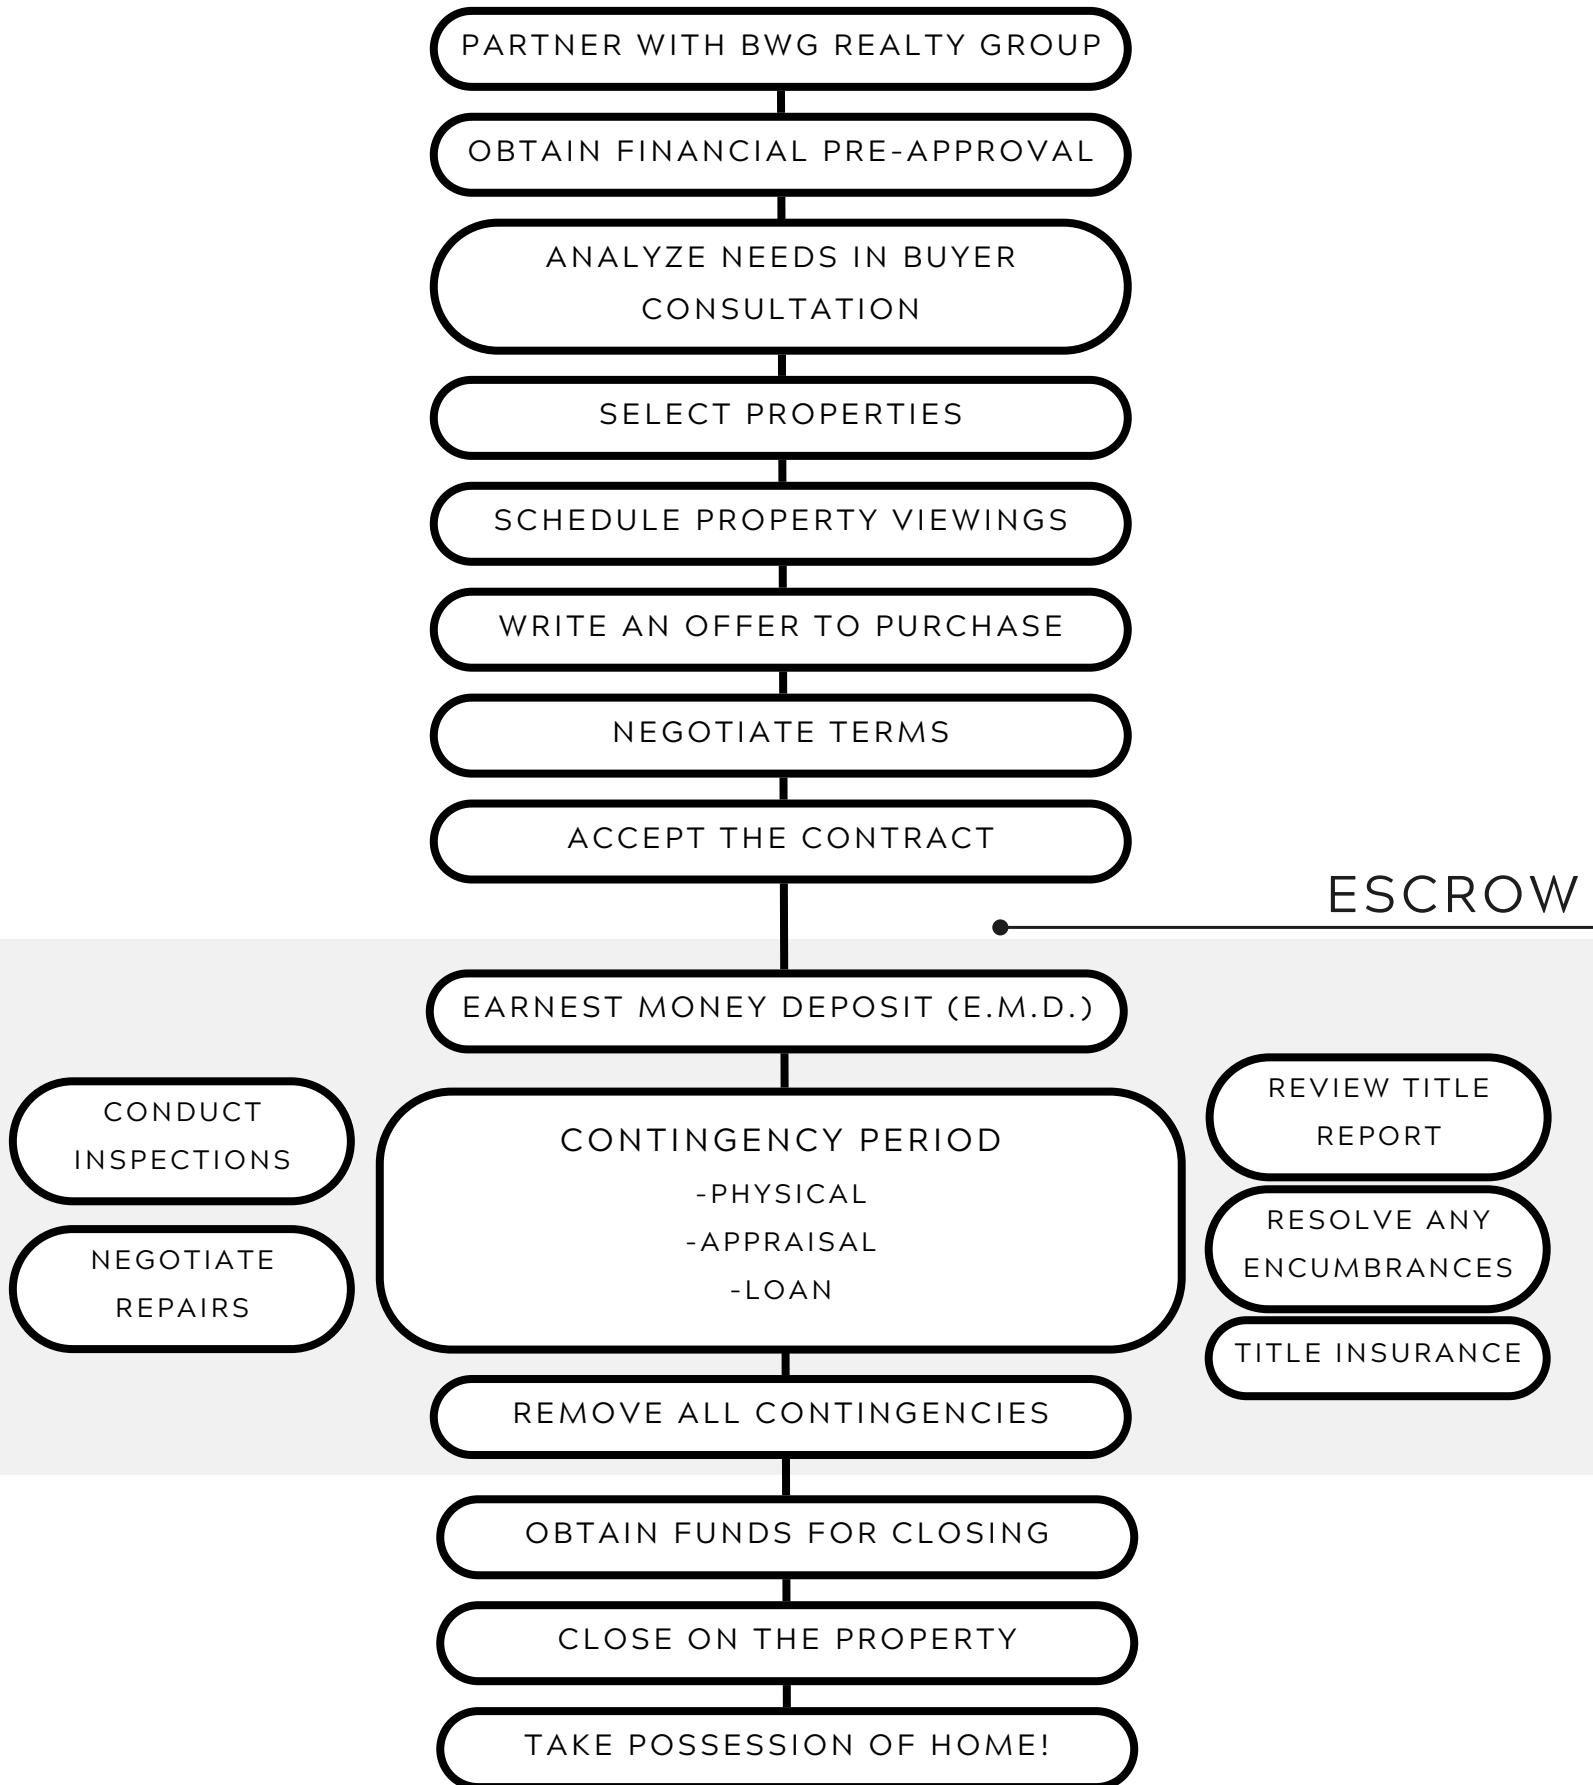 PARTNER WITH BWG REALTY GROUP
OBTAIN FINANCIAL PRE-APPROVAL
ANALYZE NEEDS IN BUYER
CONSULTATION
SELECT PROPERTIES
SCHEDULE PROPERTY VIEWINGS
WRITE AN OFFER TO PURCHASE
NEGOTIATE TERMS
ACCEPT THE CONTRACT
ESCROW
EARNEST MONEY DEPOSIT (E.M.D.)
CONDUCT
INSPECTIONS
NEGOTIATE
REPAIRS
CONTINGENCY PERIOD
-PHYSICAL
-APPRAISAL
-LOAN
REVIEW TITLE
REPORT
RESOLVE ANY
ENCUMBRANCES
TITLE INSURANCE
REMOVE ALL CONTINGENCIES
OBTAIN FUNDS FOR CLOSING
CLOSE ON THE PROPERTY
TAKE POSSESSION OF HOME!